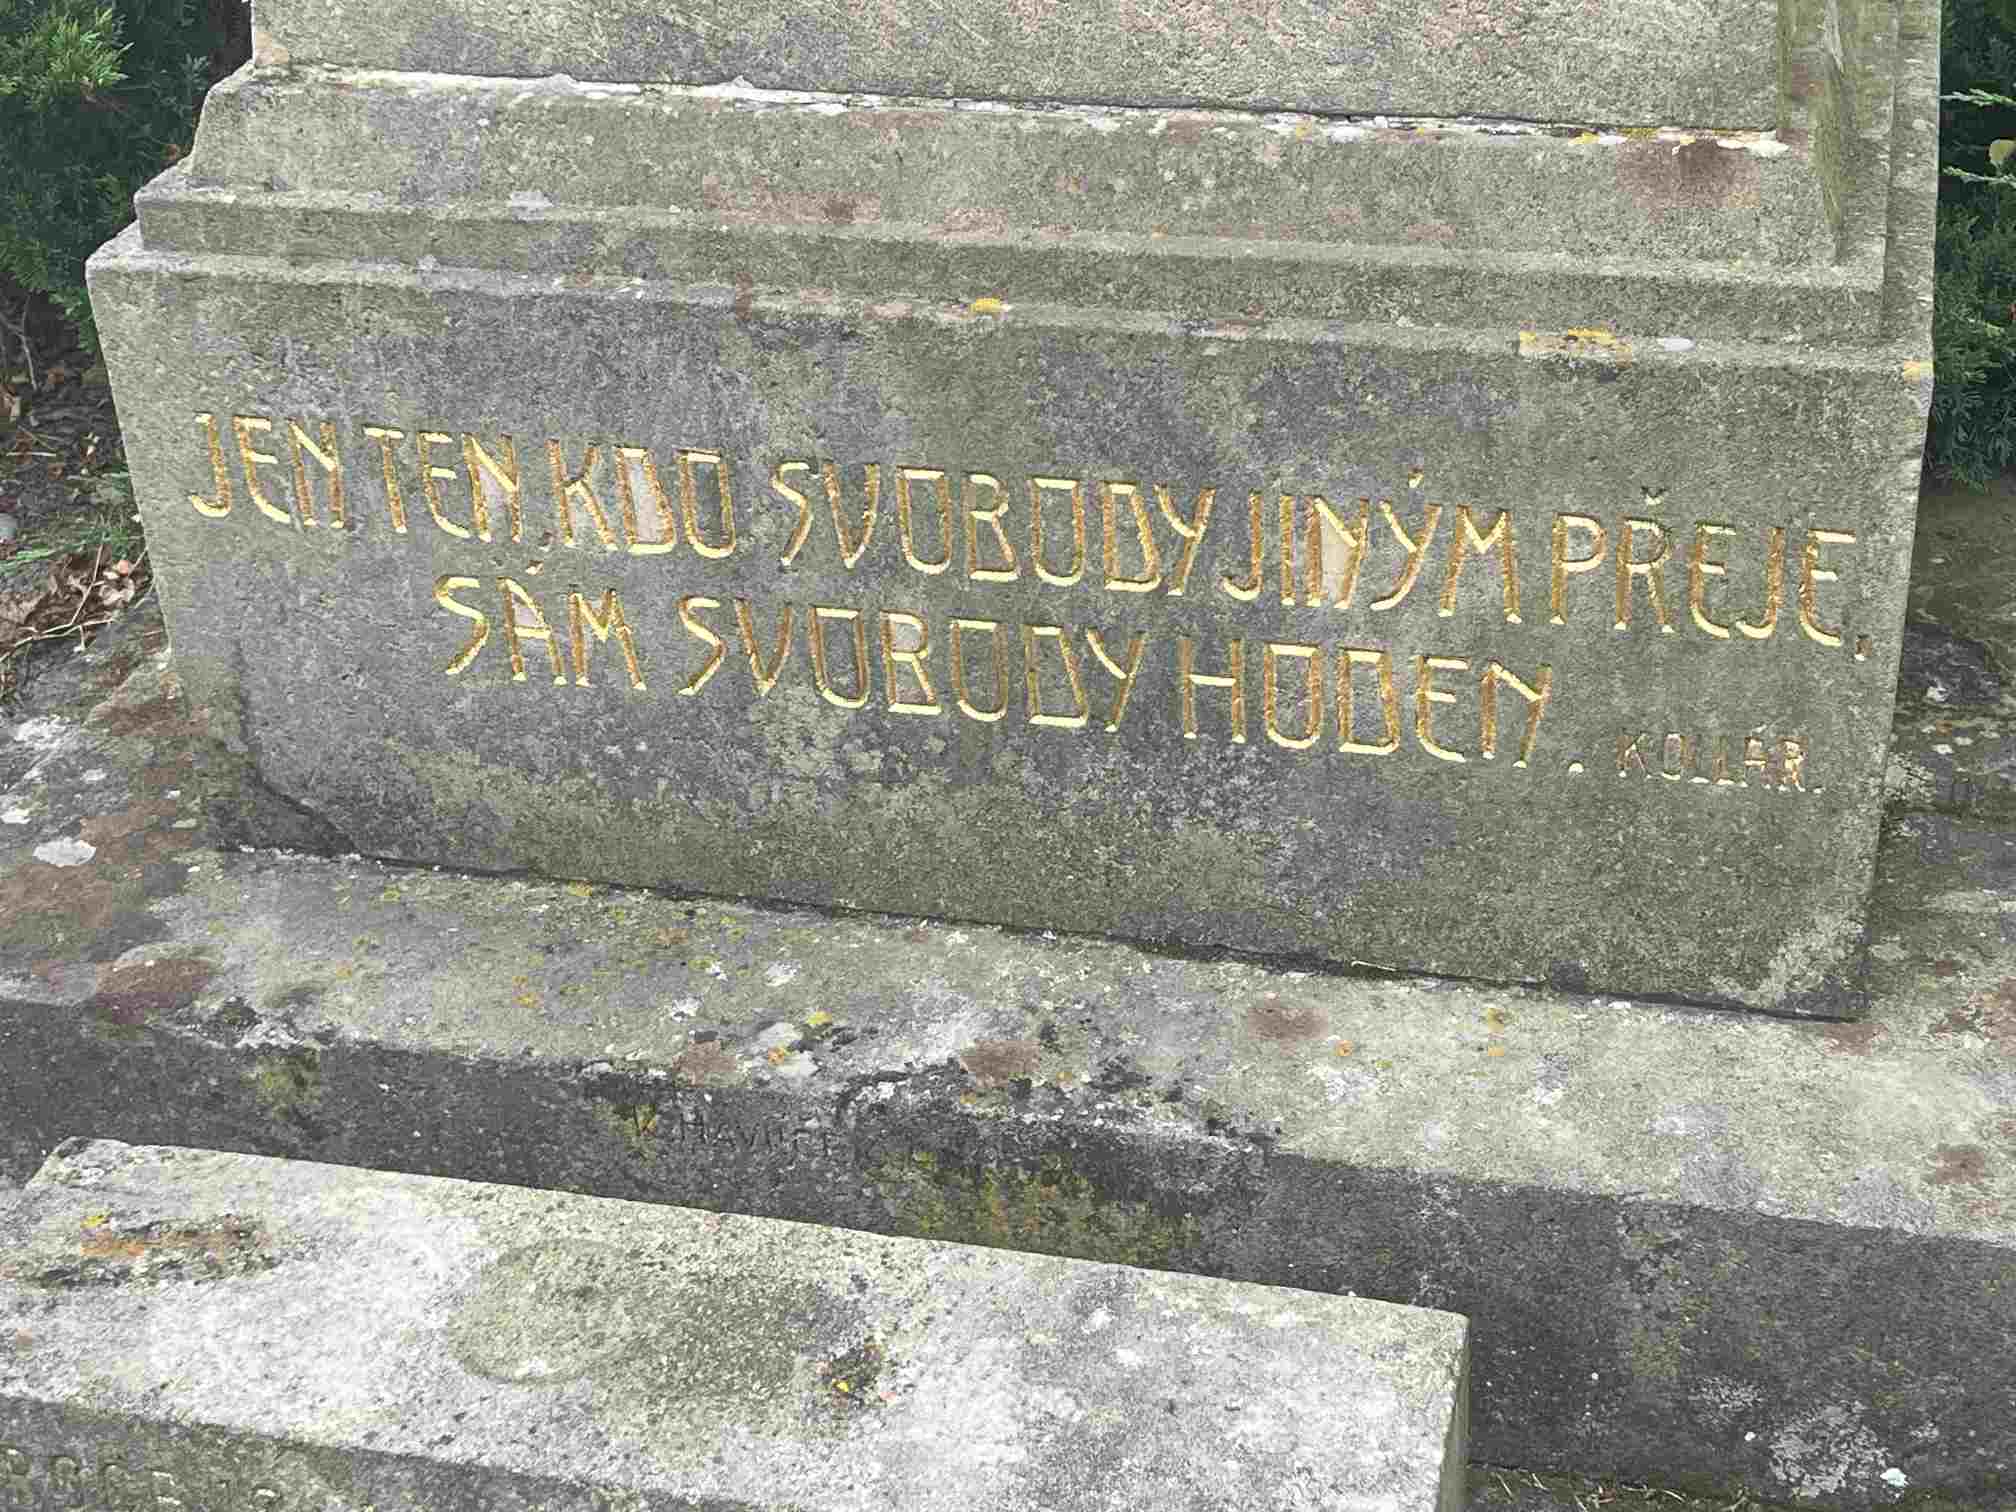 JEN TEN, KDO SVOBODY JINÝM PŘEJE,
SÁM SVOBODY HODEN.
KOLLÁR.